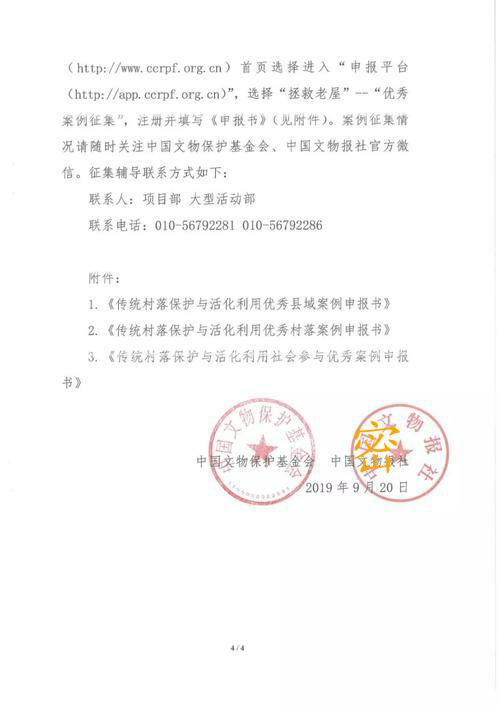 （http://www.ccrpf.org.cn）首页选择进入“申报平台
（http://app.ccrpf.org.cn）”，选择“拯救老屋”--“优秀
案例征集”，注册并填写《申报书》（见附件）。案例征集情
况请随时关注中国文物保护基金会、中国文物报社官方微
信。征集辅导联系方式如下：
联系人：项目部 大型活动部
联系电话：010-56792281 010-56792286
附件：
1.《传统村落保护与活化利用优秀县域案例申报书》
2.《传统村落保护与活化利用优秀村落案例申报书》
3.《传统村落保护与活化利用社会参与优秀案例申报
书》
中国文物保护基金会
中国文物报社
密
中国文物保护基金会 中国文物报社
2019 年 9 月 20 日
4 / 4